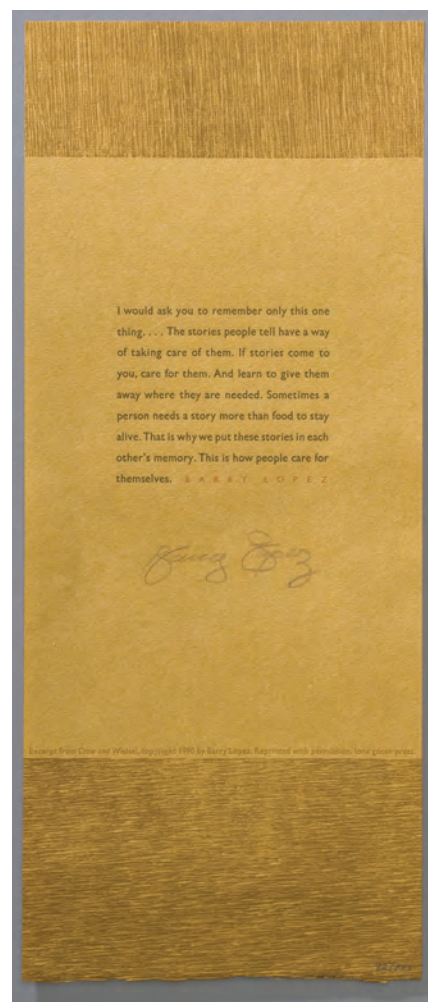 I would ask you to remember only this one
thing. . . . The stories people tell have a way
of taking care of them. If stories come to
you, care for them. And learn to give them
away where they are needed. Sometimes a
person needs a story more than food to stay
alive. That is why we put these stories in each
other's memory. This is how people care for
themselves. BARRY LOPEZ
Barry Lopez
Excerpt from Crow and Weasel, copyright 1990 by Barry Lopez. Reprinted with permission. lone goose press.